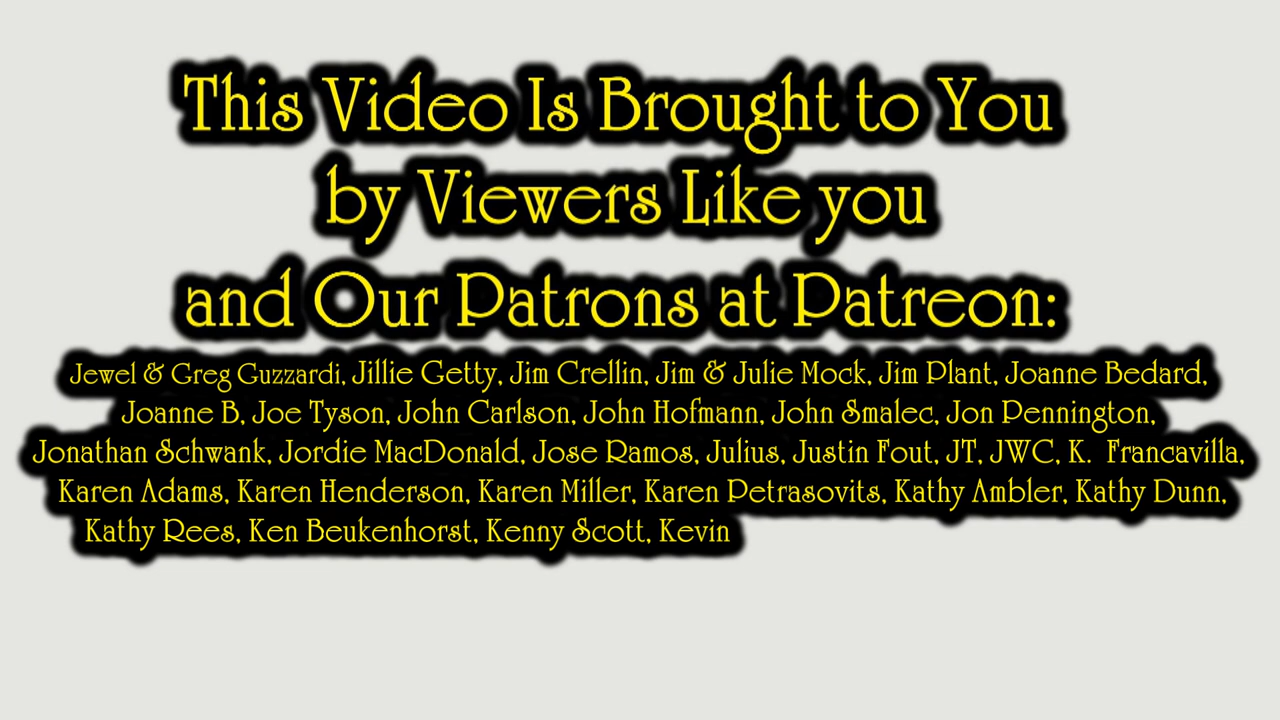 This Video Is Brought to You
by Viewers Like you
and Our Patrons at Patreon:
Jewel & Greg Guzzardi, Jillie Getty, Jim Crellin, Jim & Julie Mock, Jim Plant, Joanne Bedard,
Joanne B, Joe Tyson, John Carlson, John Hofmann, John Smalec, Jon Pennington,
Jonathan Schwank, Jordie MacDonald, Jose Ramos, Julius, Justin Fout, JT, JWC, K. Francavilla,
Karen Adams, Karen Henderson, Karen Miller, Karen Petrasovits, Kathy Ambler, Kathy Dunn,
Kathy Rees, Ken Beukenhorst, Kenny Scott, Kevin